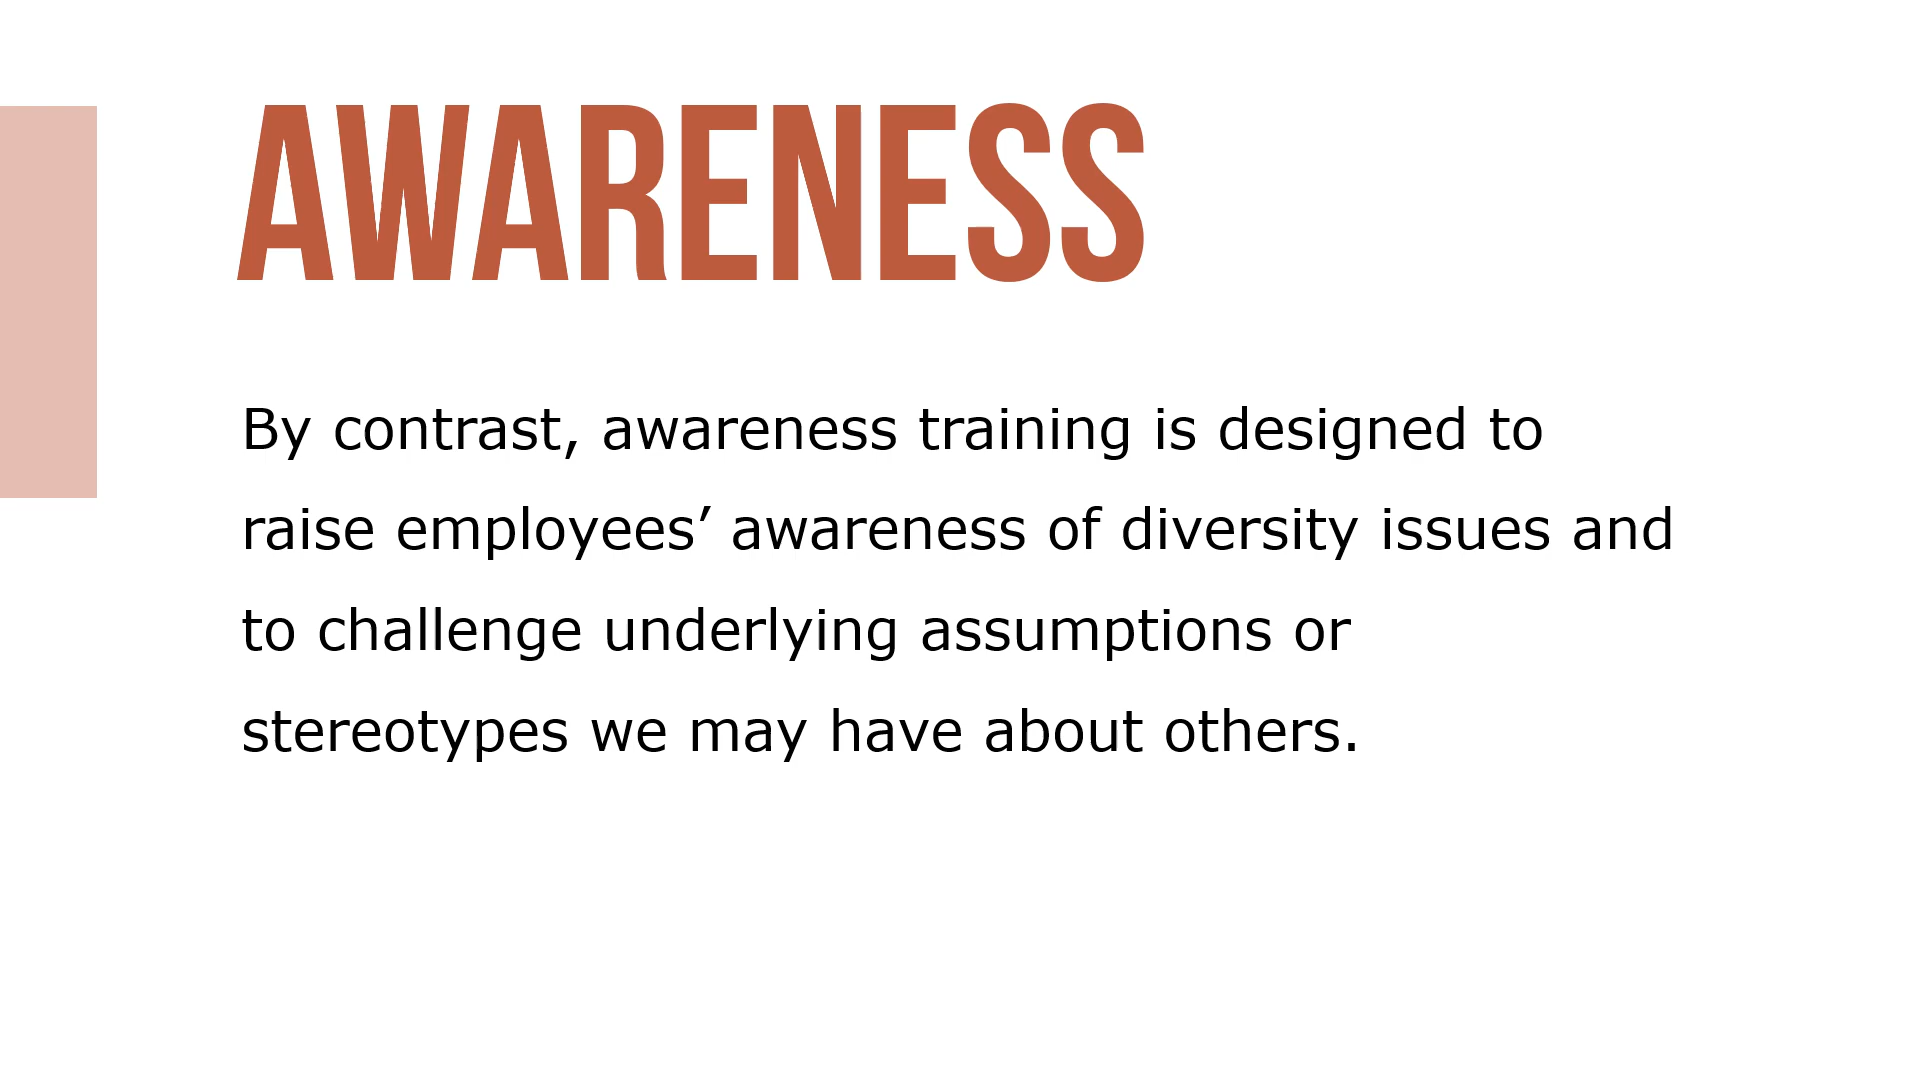 AWARENESS
By contrast, awareness training is designed to
raise employees’ awareness of diversity issues and
to challenge underlying assumptions or
stereotypes we may have about others.